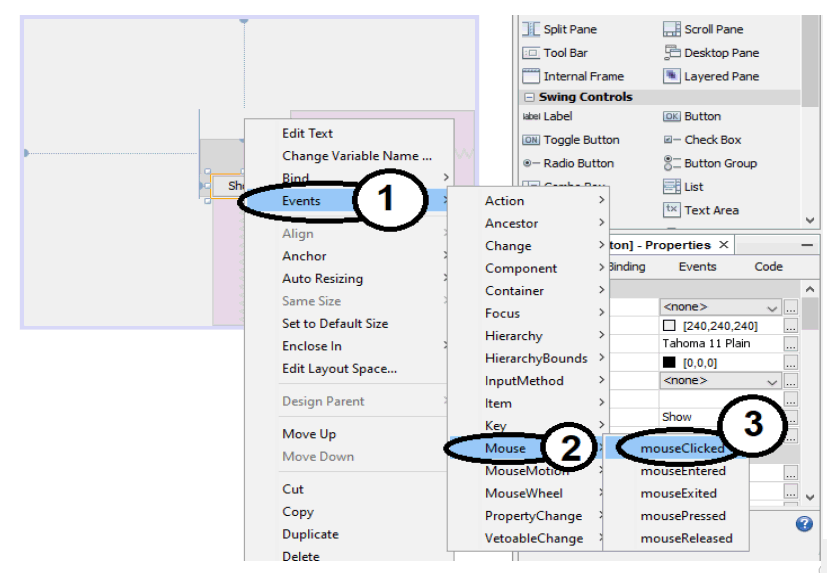 Split Pane
Scroll Pane
Tool Bar
Desktop Pane
Internal Frame
Layered Pane
Swing Controls
label Label
OK Button
ON Toggle Button
Check Box
Radio Button
Button Group
List
Text Area
Edit Text
Change Variable Name ...
Bind
Events
1
Align
Anchor
Auto Resizing
Same Size
Set to Default Size
Enclose In
Edit Layout Space...
Design Parent
Move Up
Move Down
Cut
Copy
Duplicate
Delete
Action
Ancestor
Change
Component
Container
Focus
Hierarchy
HierarchyBounds
InputMethod
Item
Key
Mouse
2
MouseMotion
MouseWheel
PropertyChange
VetoableChange
mouseClicked
3
mouseEntered
mouseExited
mousePressed
mouseReleased
ton] - Properties ×
Binding
Events
Code
<none>
[240,240,240]
Tahoma 11 Plain
[0,0,0]
<none>
Show